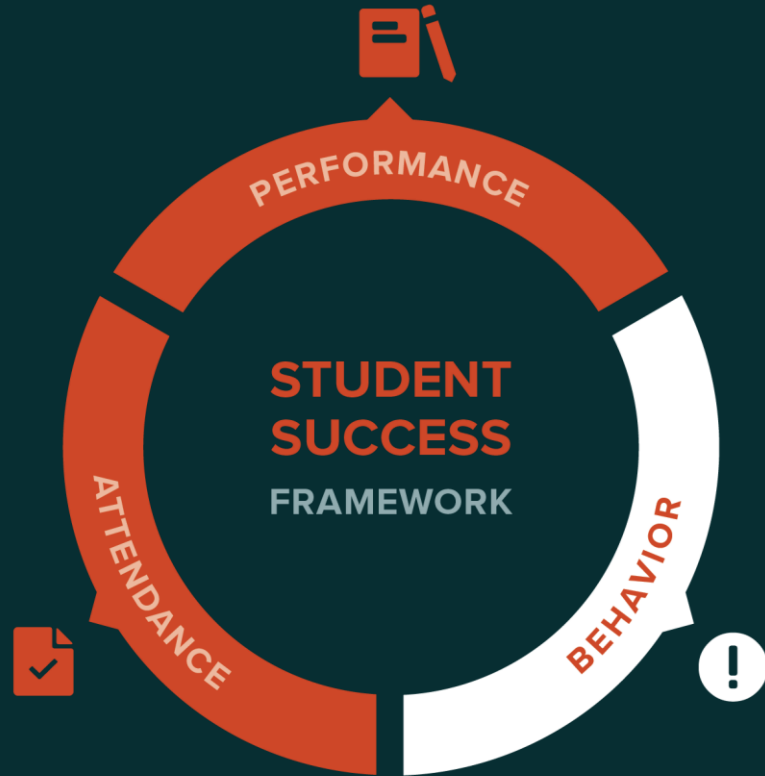 PERFORMANCE
STUDENT
SUCCESS
FRAMEWORK
ATTENDANCE
BEHAVIOR
!